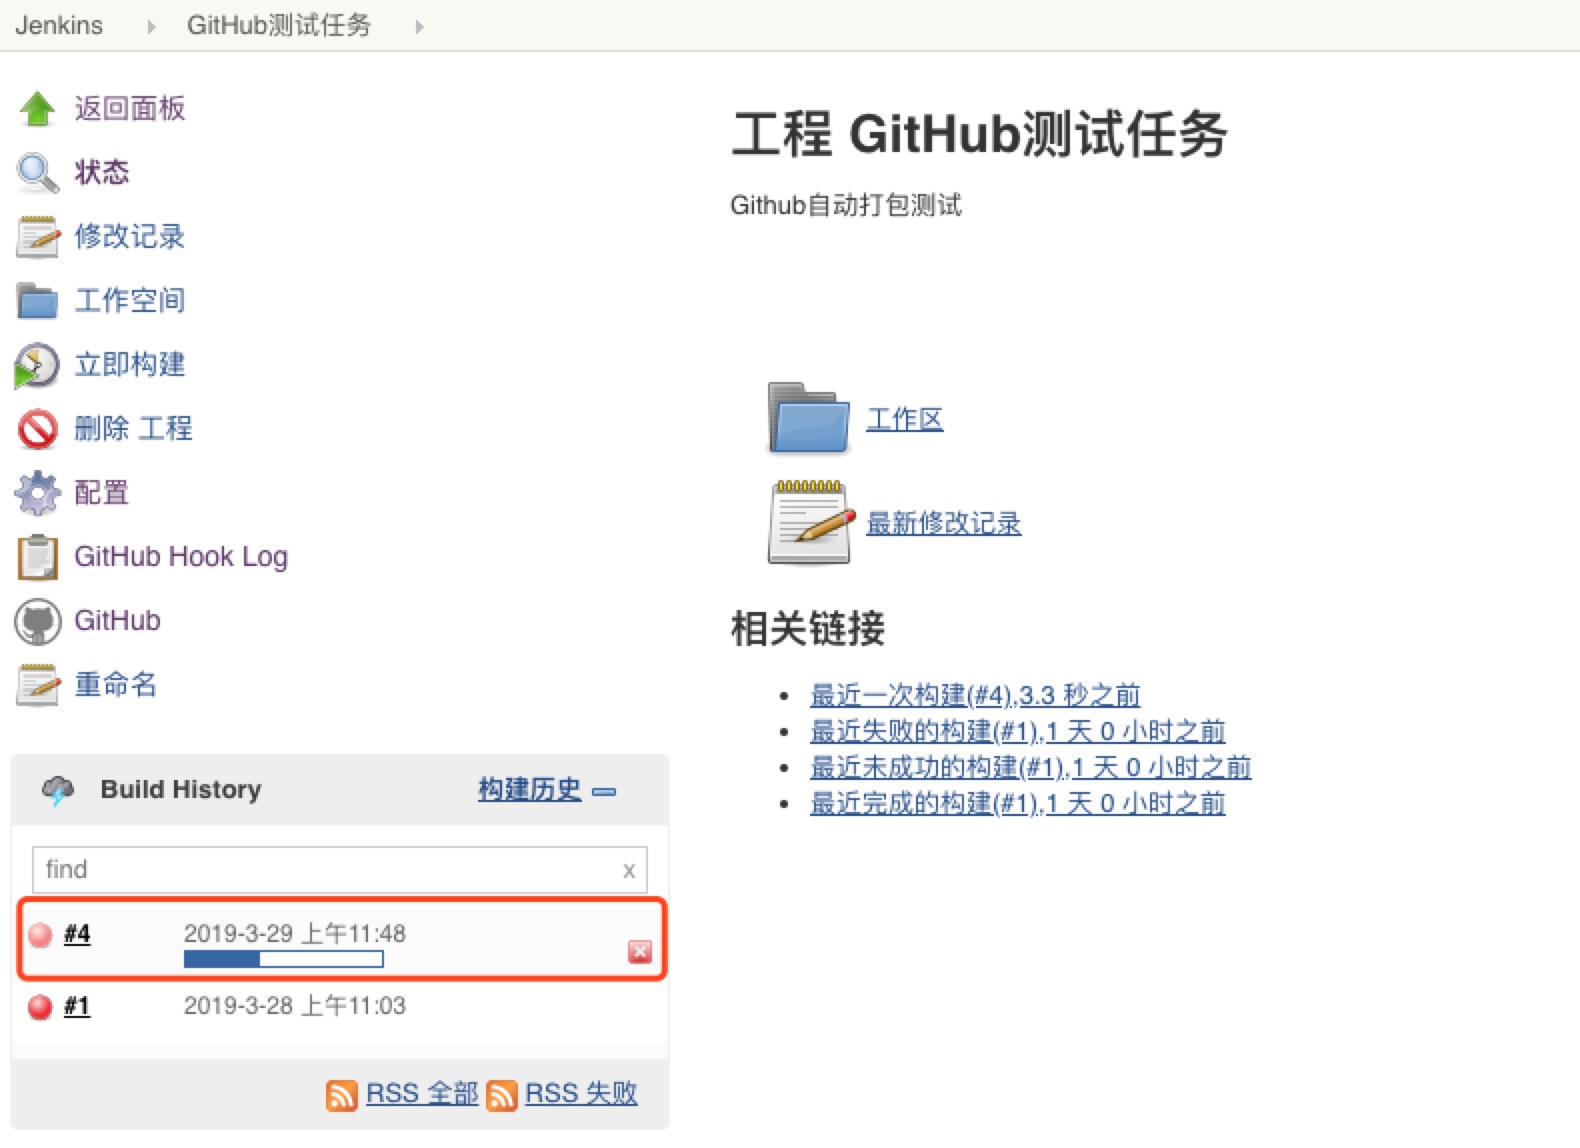 Jenkins
GitHub测试任务
返回面板
状态
修改记录
工作空间
立即构建
删除 工程
配置
GitHub Hook Log
GitHub
重命名
Build History
构建历史
find
x
#4
2019-3-29 上午11:48
#1
2019-3-28 上午11:03
RSS 全部
RSS 失败
工程 GitHub测试任务
Github自动打包测试
工作区
最新修改记录
相关链接
最近一次构建(#4),3.3 秒之前
最近失败的构建(#1),1 天 0 小时之前
最近未成功的构建(#1),1 天 0 小时之前
最近完成的构建(#1),1 天 0 小时之前